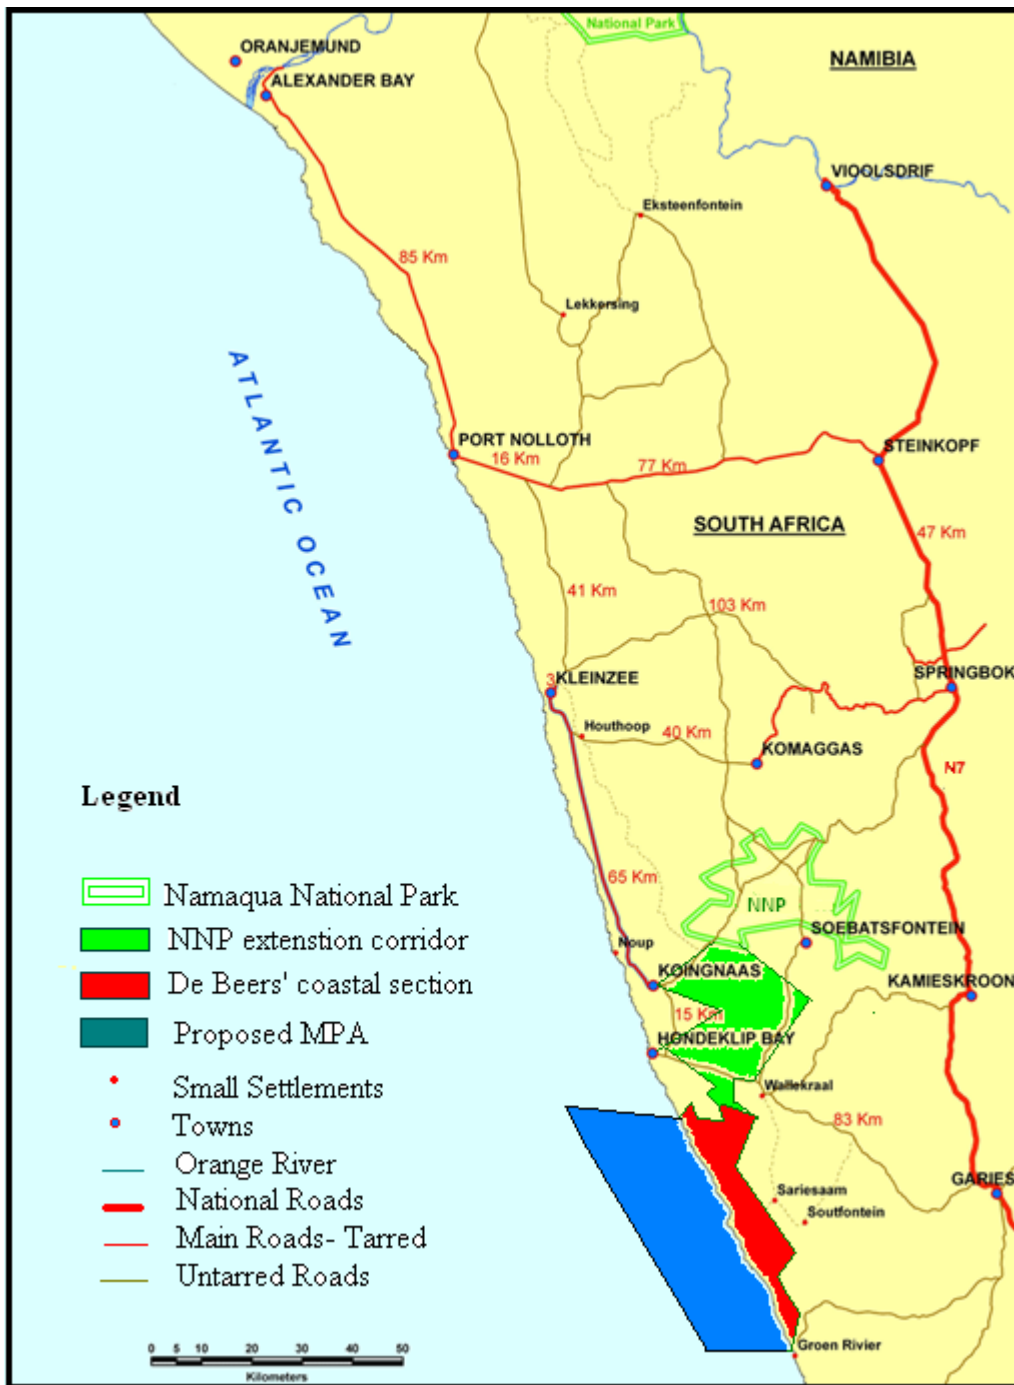 National Park
ORANJEMUND
NAMIBIA
ALEXANDER BAY
VIOOLSDRIF
Eksteenfontein
85 Km
Lekkersing
ATLANTIC OCEAN
PORT NOLLOTH
STEINKOPF
16 Km
77 Km
SOUTH AFRICA
47 Km
41 Km
103 Km
KLEINZEE
3
SPRINGBOK
Houthoop
40 Km
KOMAGGAS
N7
65 Km
NNP
SOEBATSFONTEIN
Noup
KOINGNAAS
KAMIESKROON
15 Km
HONDEKLIP BAY
Wallekraal
83 Km
GARIES
Sariesaam
Soutfontein
Groen Rivier
Legend
Namaqua National Park
NNP extenstion corridor
De Beers' coastal section
Proposed MPA
Small Settlements
Towns
Orange River
National Roads
Main Roads- Tarred
Untarred Roads
0 5 10 20 30 40 50
Kilometers